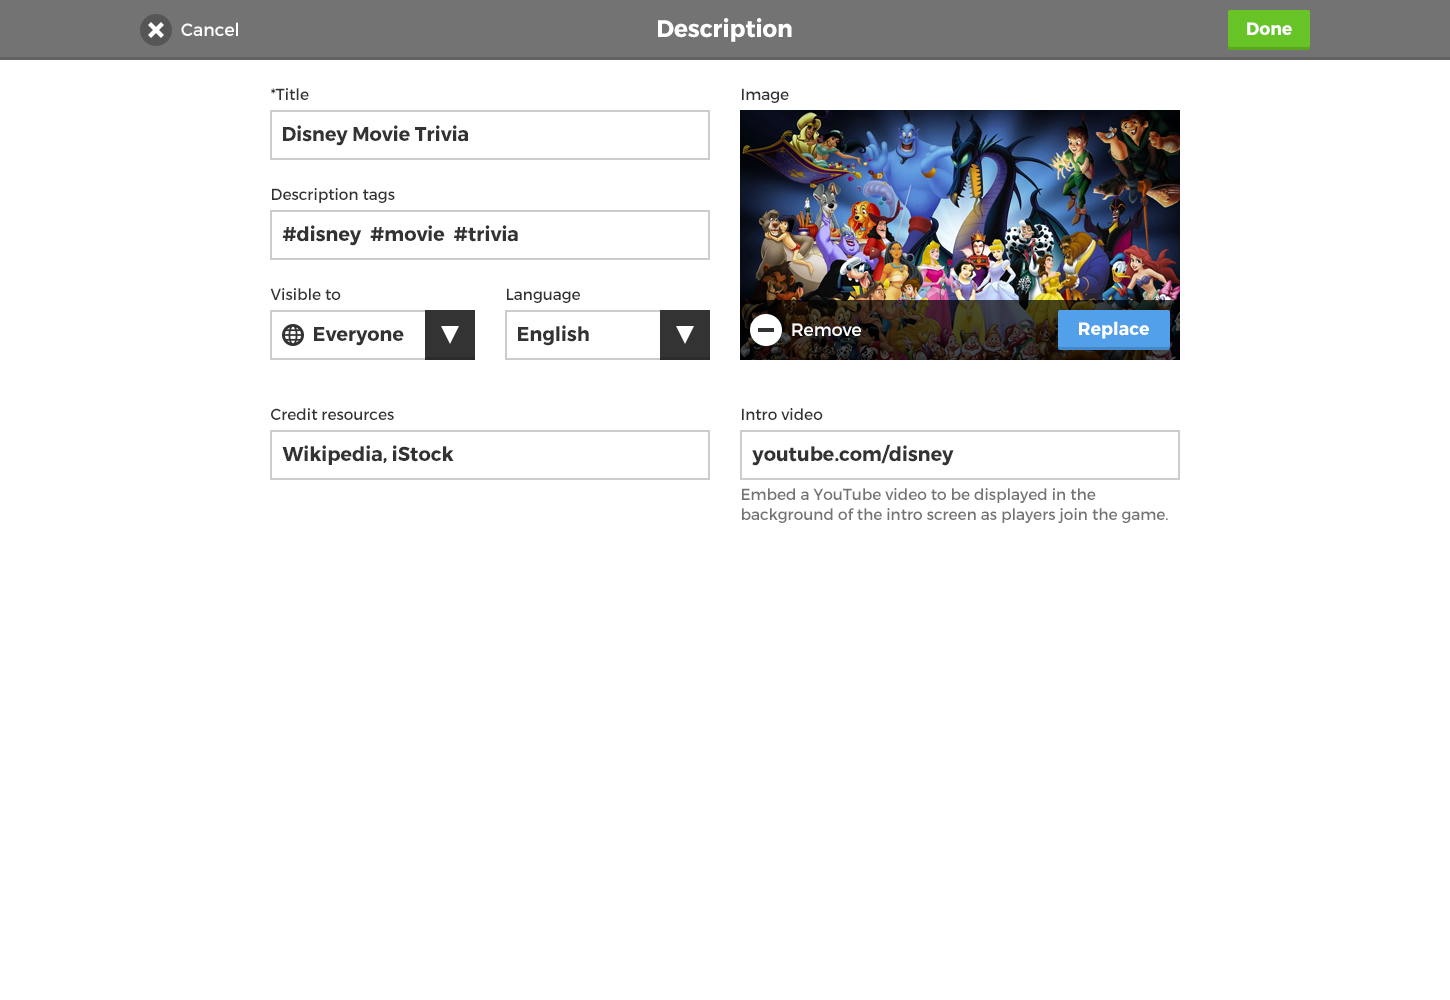 Cancel
Description
Done
*Title
Disney Movie Trivia
Description tags
#disney #movie #trivia
Visible to
Everyone
Language
English
Credit resources
Wikipedia, iStock
Image
Remove
Replace
Intro video
youtube.com/disney
Embed a YouTube video to be displayed in the
background of the intro screen as players join the game.